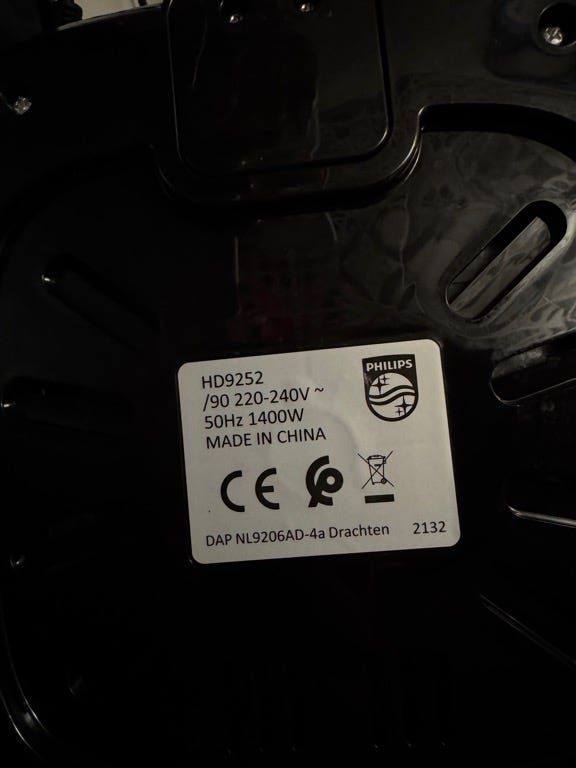 HD9252
/90 220-240V ~
50Hz 1400W
MADE IN CHINA
PHILIPS
CE
DAP NL9206AD-4a Drachten 2132